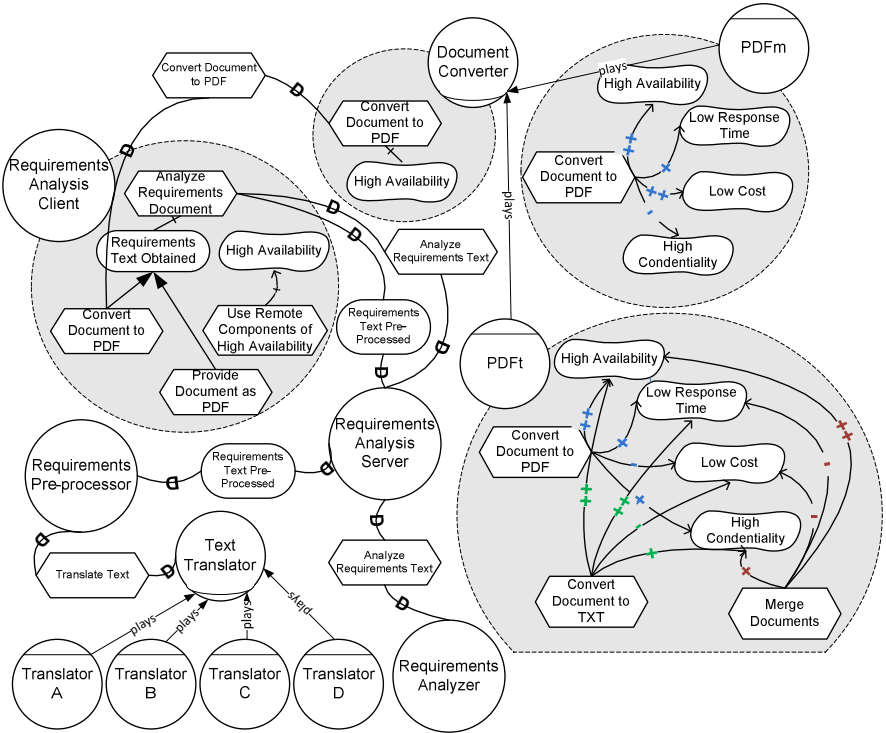 Convert Document
to PDF
Document
Converter
PDFm
plays
High Availability
Convert
Document to
PDF
High Availability
Low Response
Time
Convert
Document to
PDF
Low Cost
High
Condentiality
plays
Requirements
Analysis
Client
Analyze
Requirements
Document
Requirements
Text Obtained
High Availability
Convert
Document to
PDF
Use Remote
Components of
High Availability
Provide
Document as
PDF
Analyze
Requirements Text
Requirements
Text Pre-
Processed
PDFt
High Availability
Low Response
Time
Convert
Document to
PDF
Low Cost
High
Condentiality
Convert
Document to
TXT
Merge
Documents
Requirements
Analysis
Server
Requirements
Pre-processor
Requirements
Text Pre-
Processed
Translate Text
Text
Translator
Analyze
Requirements Text
plays
plays
plays
plays
Translator
A
Translator
B
Translator
C
Translator
D
Requirements
Analyzer